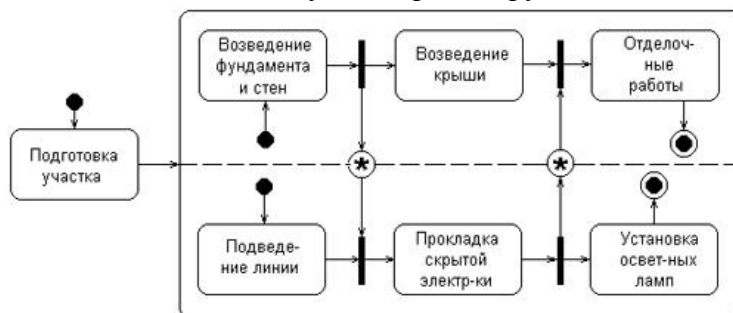 Возведение
фундамента
и стен
Возведение
крыши
Отделоч-
ные
работы
Подготовка
участка
*
*
Подведе-
ние линии
Прокладка
скрытой
электр-ки
Установка
освет-ных
ламп